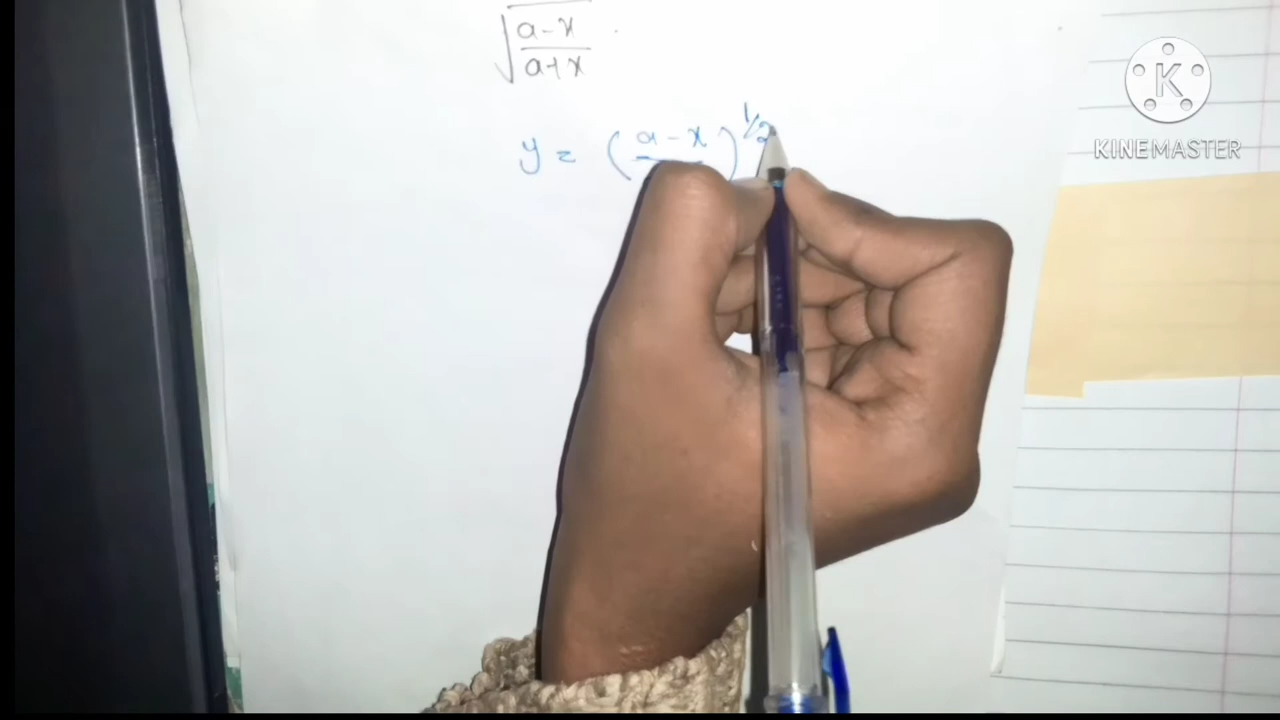 √((a-x)/(a+x))
y = (a-x)^1/2
K
KINEMASTER